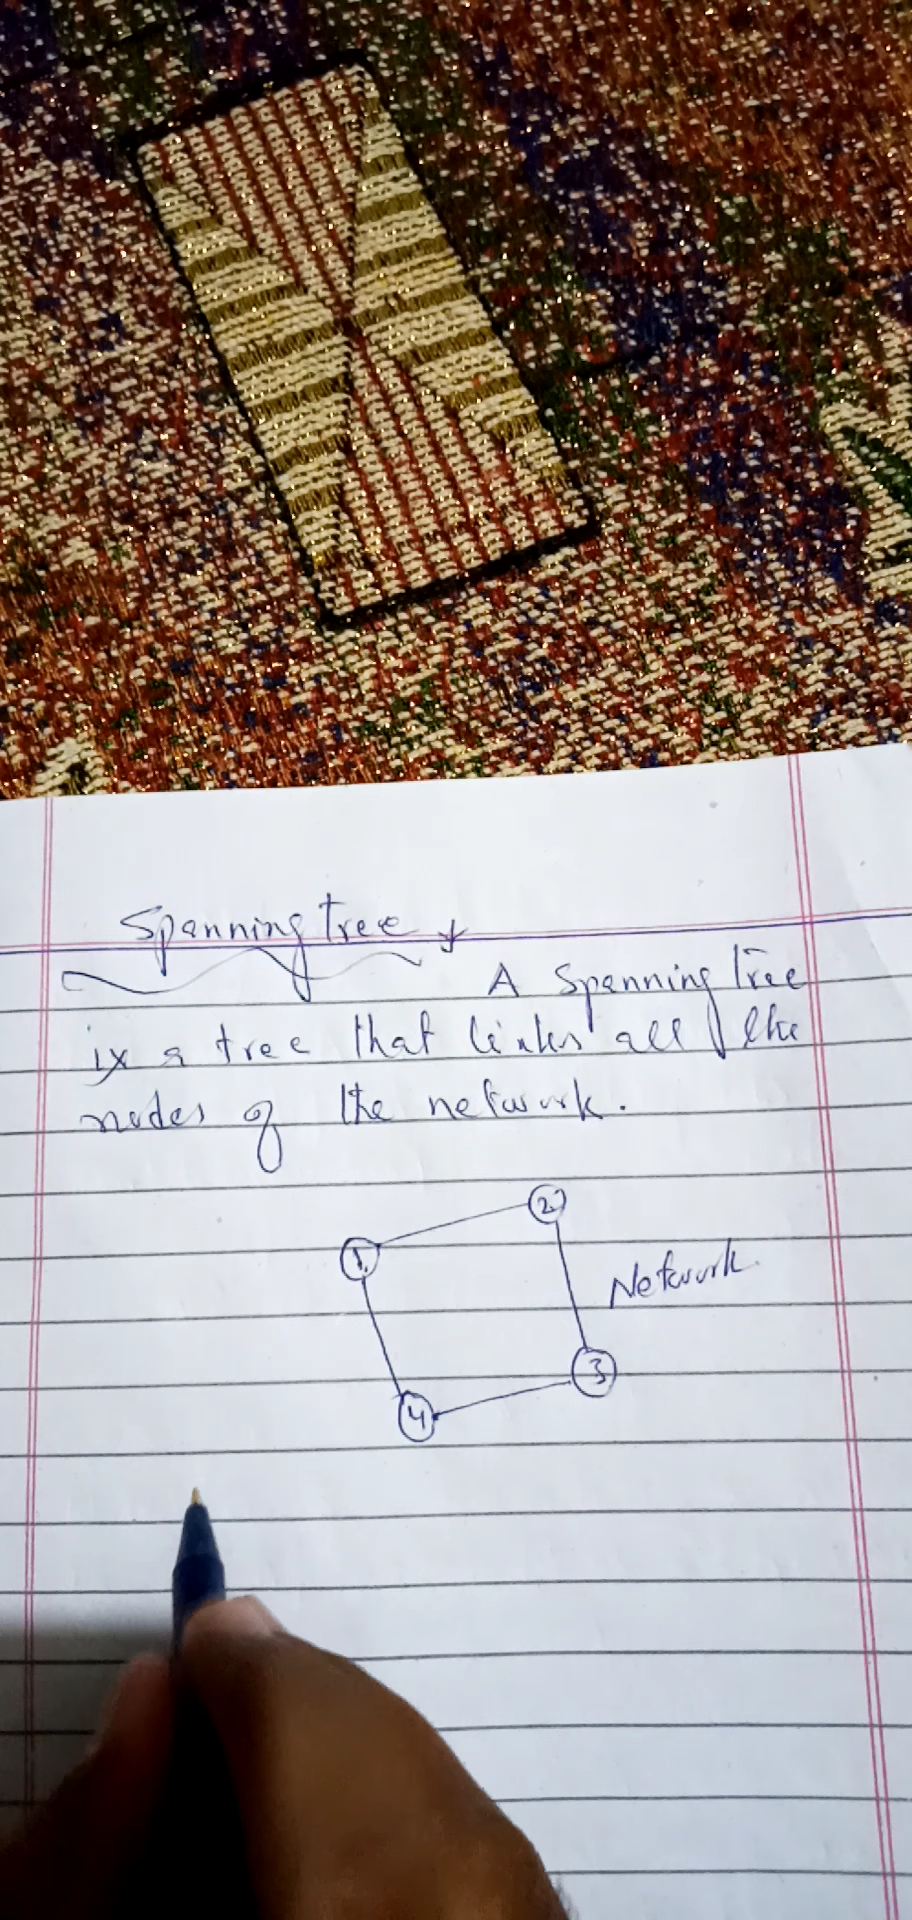 Spanning tree
A spanning tree
is a tree that links all the
nodes of the network.
2
1
Network
3
4